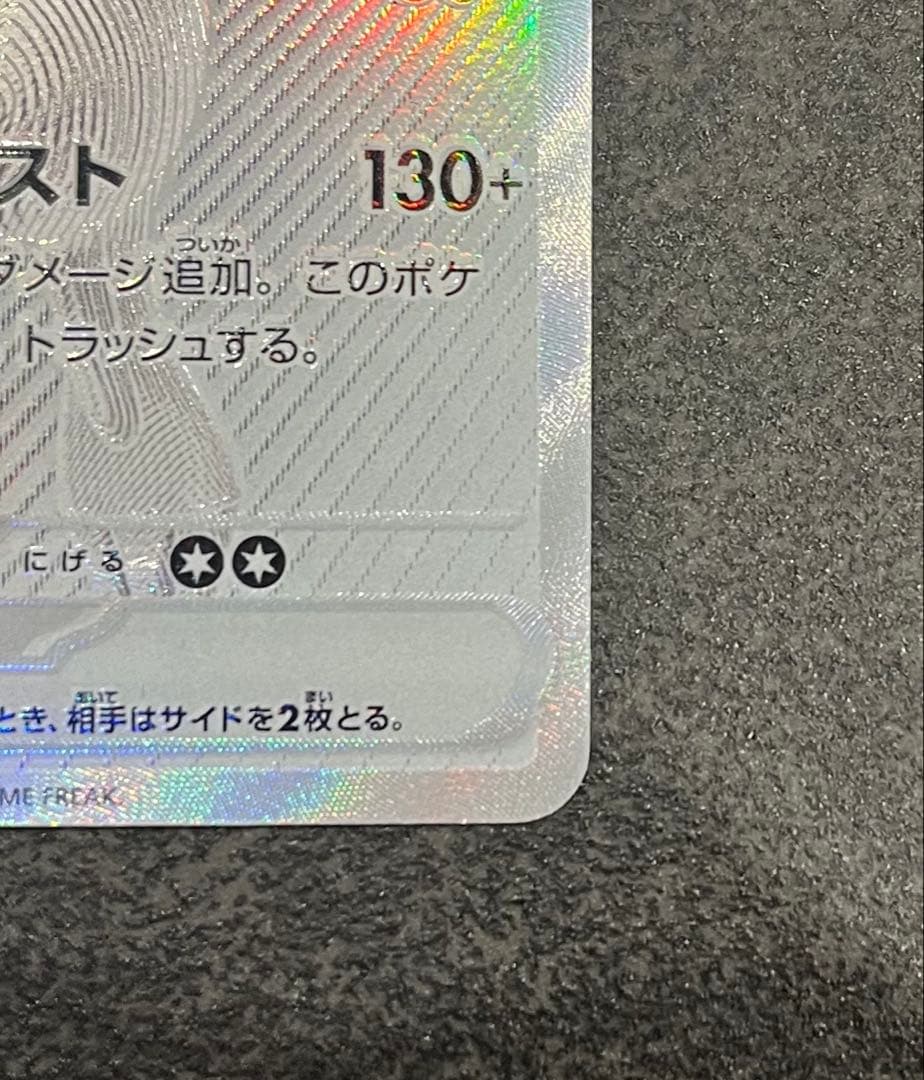 スト 130+
ついか
ダメージ追加。このポケ
トラッシュする。
にげる
あいて まい
とき、相手はサイドを2枚とる。
ME FREAK.